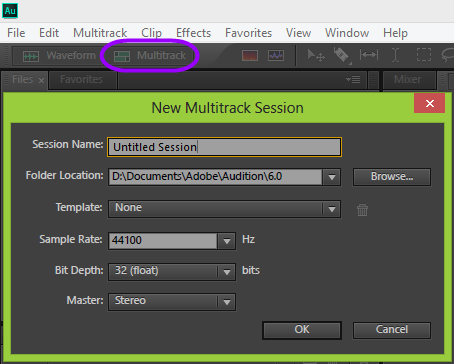 Au
File Edit Multitrack Clip Effects Favorites View Window Help
Waveform Multitrack
Files × Favorites Mixer
New Multitrack Session
Session Name: Untitled Session
Folder Location: D:\Documents\Adobe\Audition\6.0 Browse...
Template: None
Sample Rate: 44100 Hz
Bit Depth: 32 (float) bits
Master: Stereo
OK Cancel